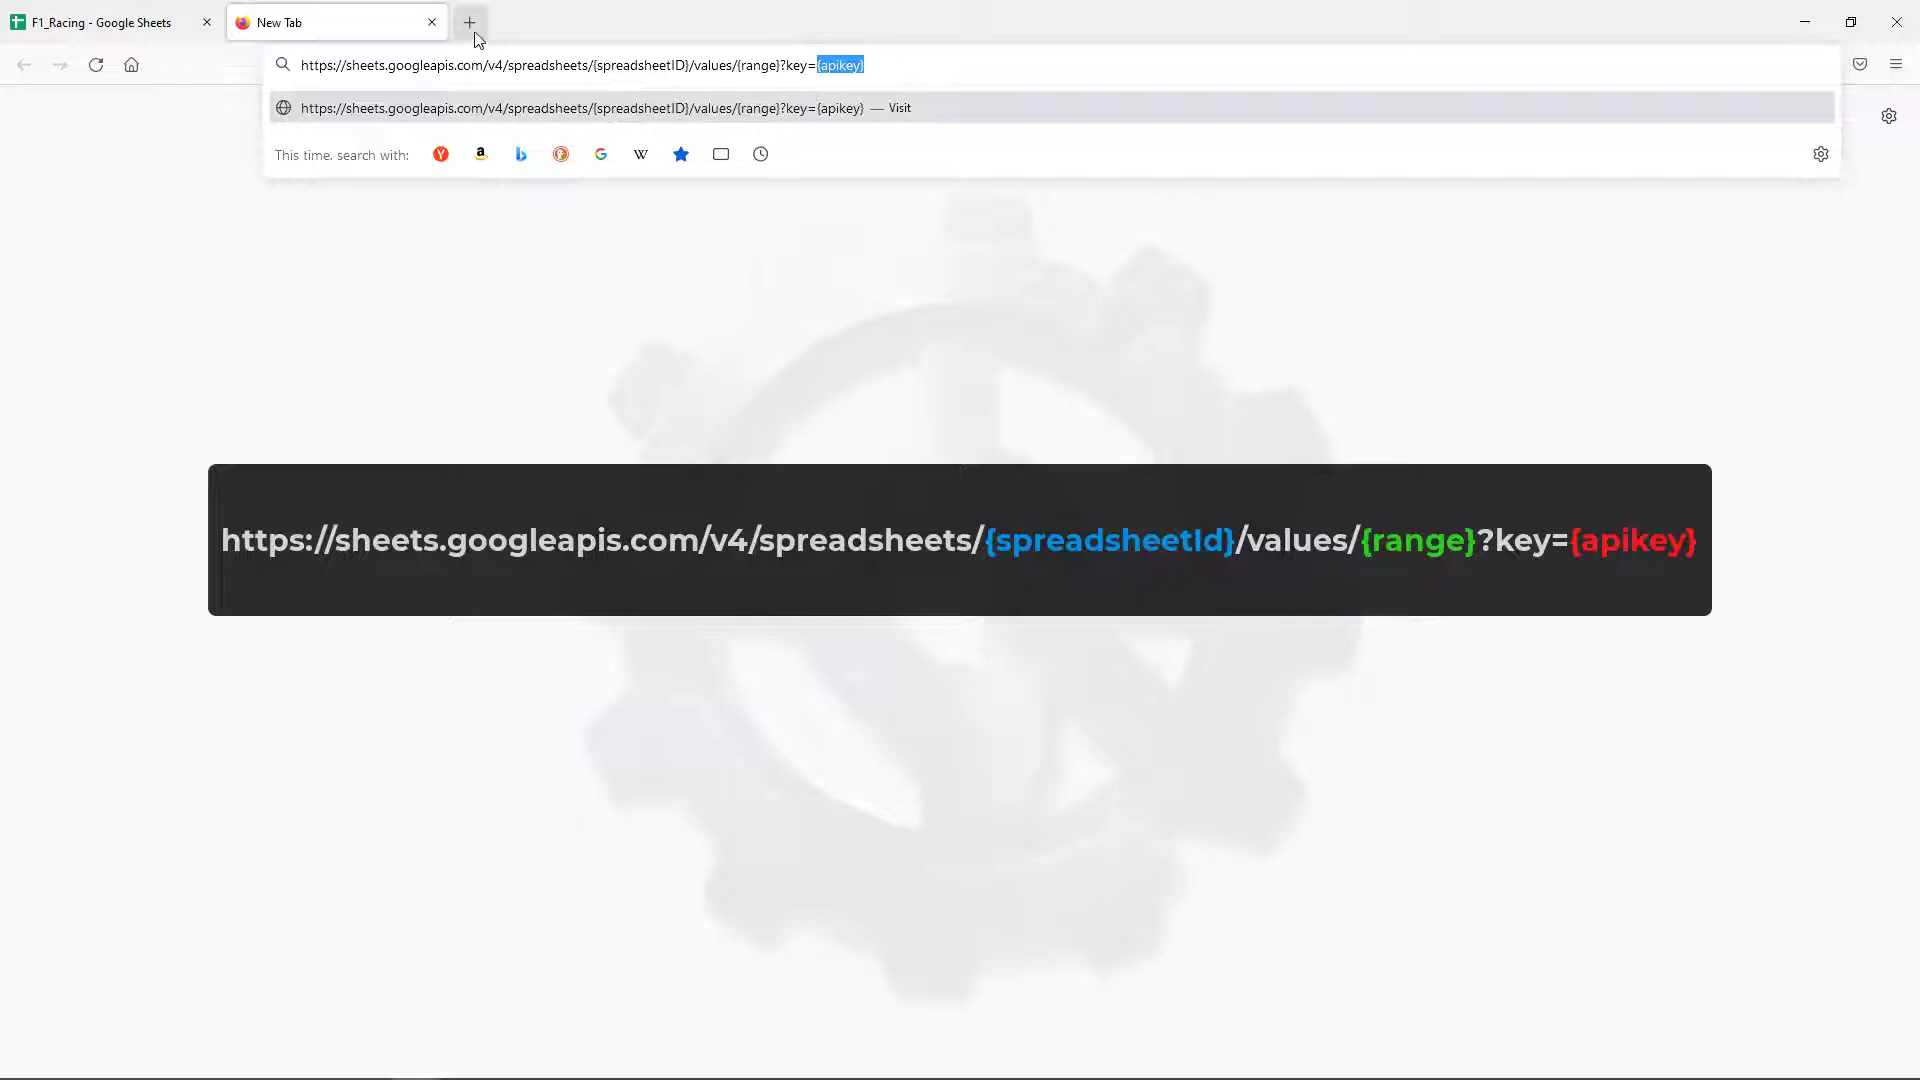 F1_Racing - Google Sheets
New Tab
https://sheets.googleapis.com/v4/spreadsheets/{spreadsheetID}/values/{range}?key={apikey}
https://sheets.googleapis.com/v4/spreadsheets/{spreadsheetID}/values/{range}?key={apikey} — Visit
This time, search with:
https://sheets.googleapis.com/v4/spreadsheets/{spreadsheetId}/values/{range}?key={apikey}